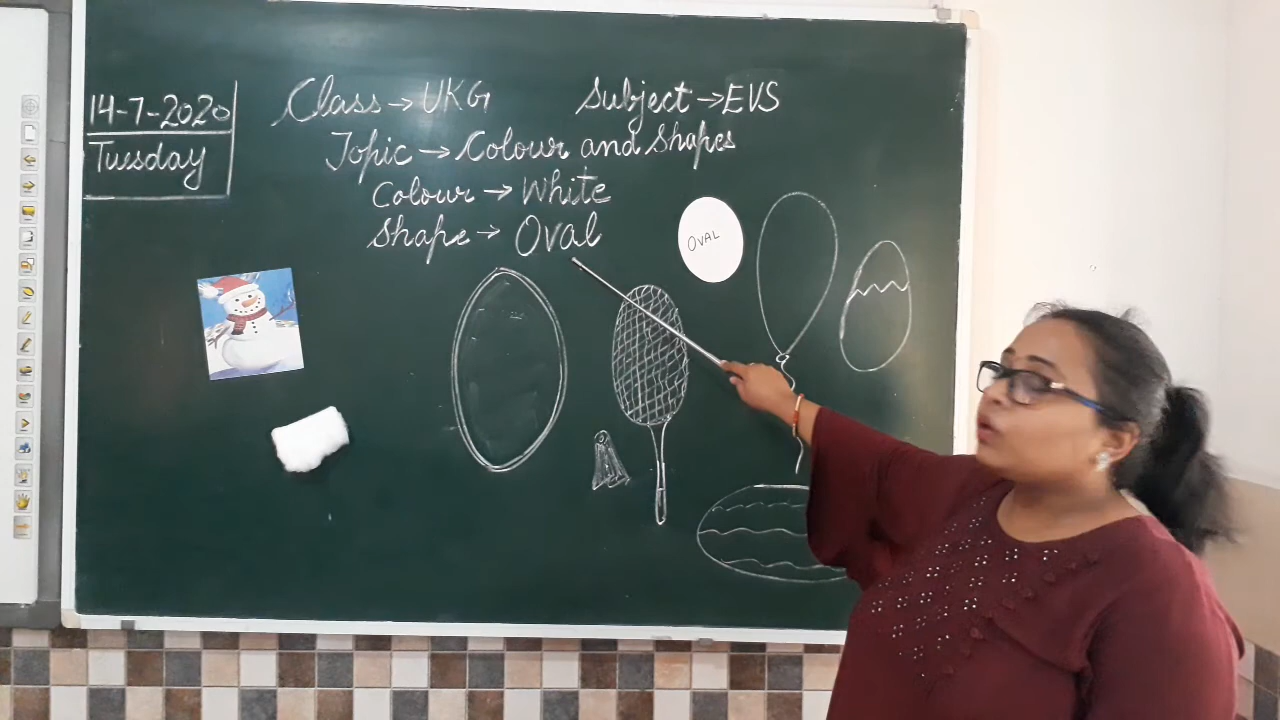 14-7-2020
Tuesday
Class → UKG
Subject → EVS
Topic → Colour and Shapes
Colour → White
Shape → Oval
OVAL